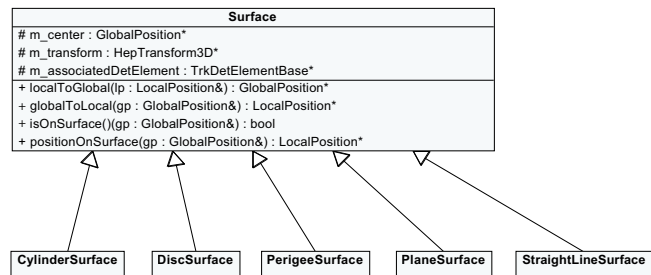 Surface
# m_center : GlobalPosition*
# m_transform : HepTransform3D*
# m_associatedDetElement : TrkDetElementBase*
+ localToGlobal(lp : LocalPosition&) : GlobalPosition*
+ globalToLocal(gp : GlobalPosition&) : LocalPosition*
+ isOnSurface()(gp : GlobalPosition&) : bool
+ positionOnSurface(gp : GlobalPosition&) : LocalPosition*
CylinderSurface DiscSurface PerigeeSurface PlaneSurface StraightLineSurface